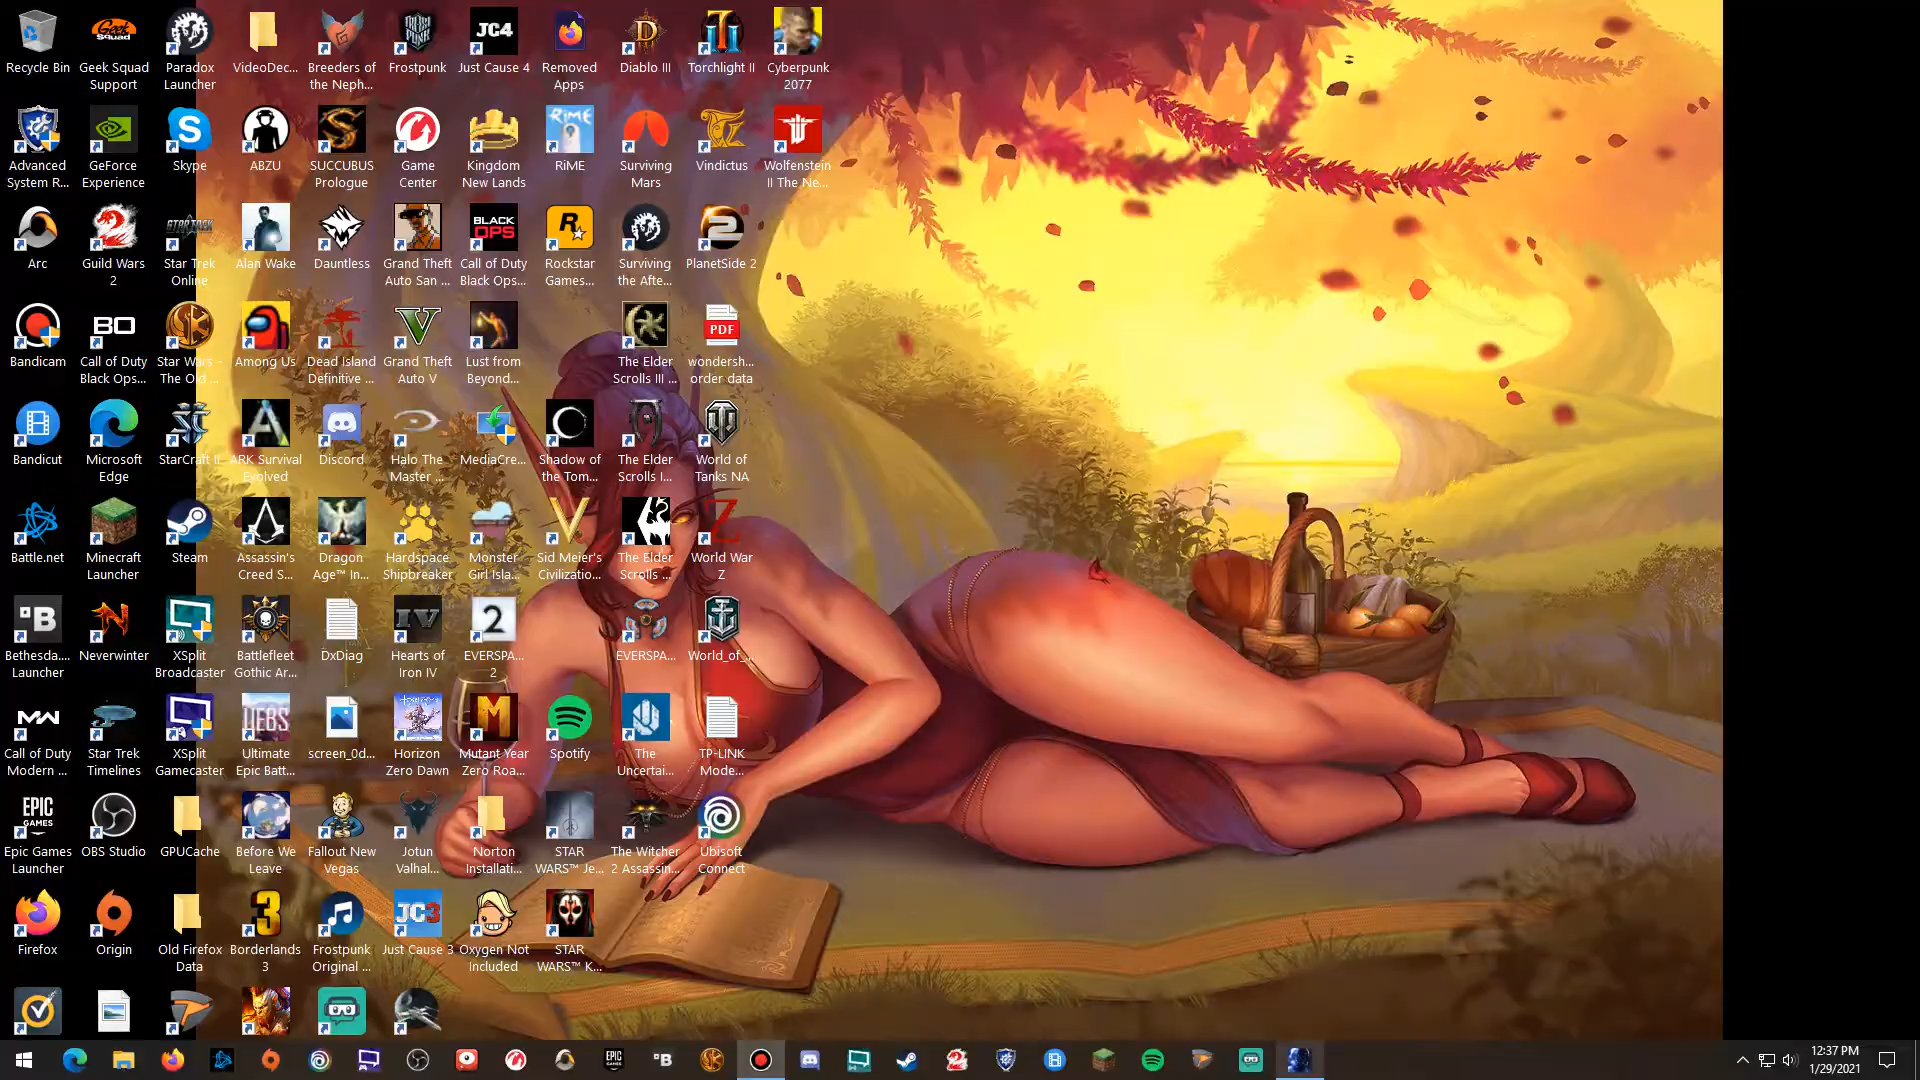 Recycle Bin
Geek Squad
Support
Paradox
Launcher
VideoDec...
Breeders of
the Neph...
Frostpunk
Just Cause 4
Removed
Apps
Diablo III
Torchlight II
Cyberpunk
2077
Advanced
System R...
GeForce
Experience
Skype
ABZU
SUCCUBUS
Prologue
Game
Center
Kingdom
New Lands
RiME
Surviving
Mars
Vindictus
Wolfenstein
II The Ne...
Arc
Guild Wars
2
Star Trek
Online
Alan Wake
Dauntless
Grand Theft
Auto San ...
Call of Duty
Black Ops...
Rockstar
Games...
Surviving
the Afte...
PlanetSide 2
Bandicam
Call of Duty
Black Ops...
Star Wars -
The Old ...
Among Us
Dead Island
Definitive ...
Grand Theft
Auto V
Lust from
Beyond...
The Elder
Scrolls III ...
wondersh...
order data
Bandicut
Microsoft
Edge
StarCraft II
ARK Survival
Evolved
Discord
Halo The
Master ...
MediaCre...
Shadow of
the Tom...
The Elder
Scrolls I...
World of
Tanks NA
Battle.net
Minecraft
Launcher
Steam
Assassin's
Creed S...
Dragon
Age™ In...
Hardspace
Shipbreaker
Monster
Girl Isla...
Sid Meier's
Civilizatio...
The Elder
Scrolls ...
World War
Z
Bethesda....
Launcher
Neverwinter
XSplit
Broadcaster
Battlefleet
Gothic Ar...
DxDiag
Hearts of
Iron IV
EVERSPA...
2
EVERSPA...
World_of_...
Call of Duty
Modern ...
Star Trek
Timelines
XSplit
Gamecaster
Ultimate
Epic Batt...
screen_0d...
Horizon
Zero Dawn
Mutant Year
Zero Roa...
Spotify
The
Uncertai...
TP-LINK
Mode...
Epic Games
Launcher
OBS Studio
GPUCache
Before We
Leave
Fallout New
Vegas
Jotun
Valhal...
Norton
Installati...
STAR
WARS™ Je...
The Witcher
2 Assassin...
Ubisoft
Connect
Firefox
Origin
Old Firefox
Data
Borderlands
3
Frostpunk
Original ...
Just Cause 3
Oxygen Not
Included
STAR
WARS™ K...
12:37 PM
1/29/2021